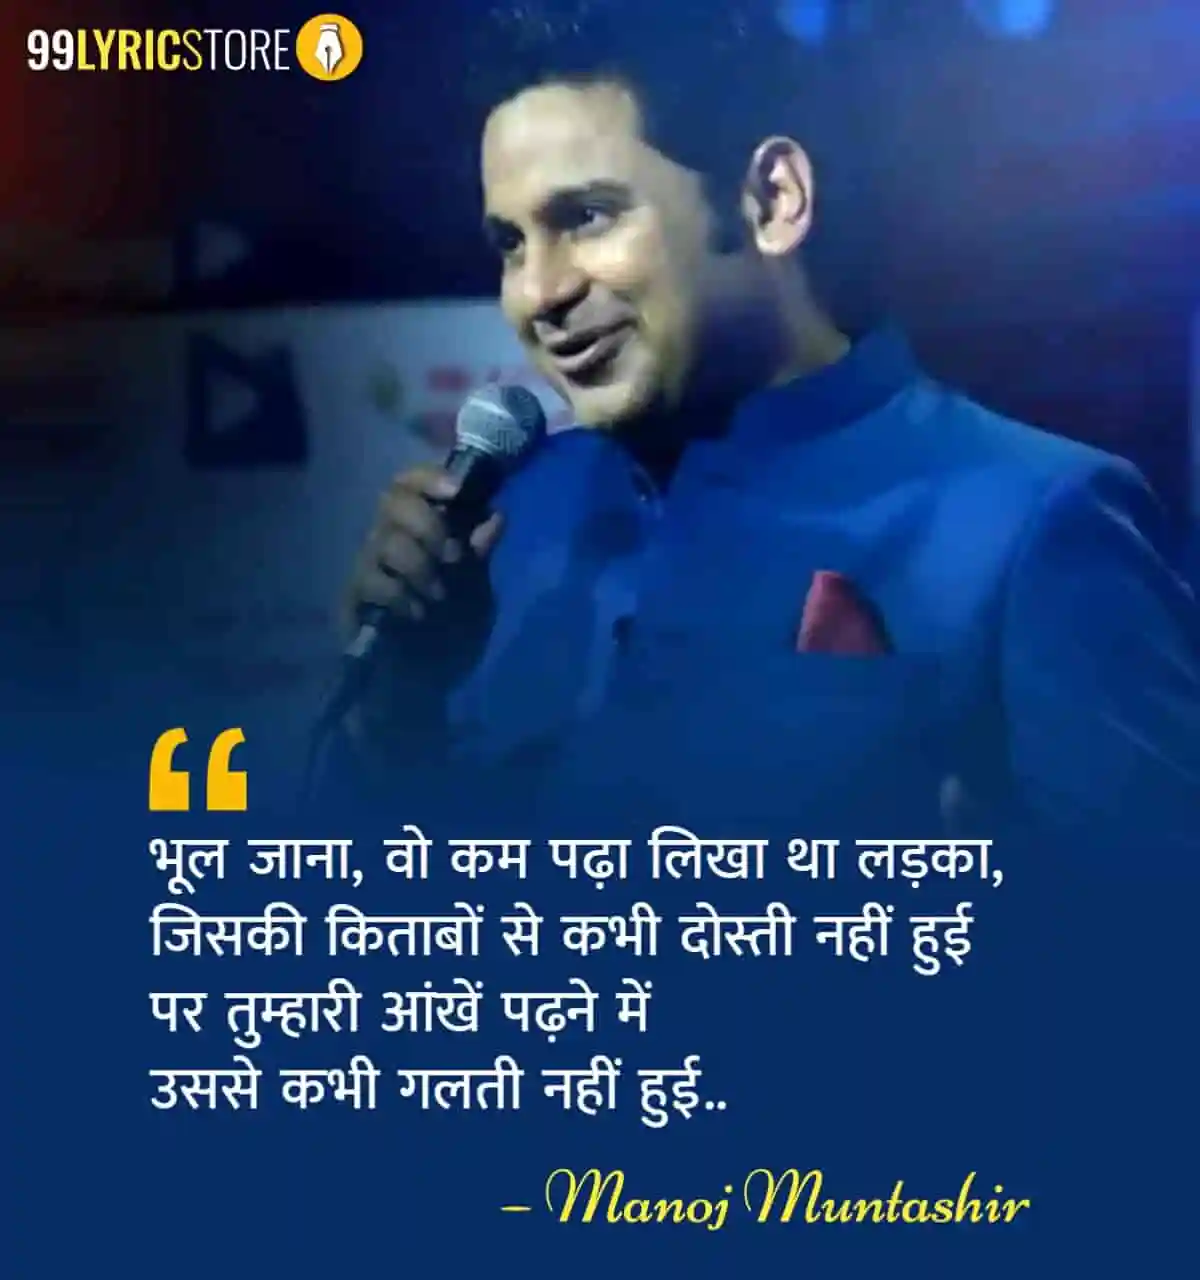 99LYRICSTORE
भूल जाना, वो कम पढ़ा लिखा था लड़का,
जिसकी किताबों से कभी दोस्ती नहीं हुई
पर तुम्हारी आंखें पढ़ने में
उससे कभी गलती नहीं हुई..
– Manoj Muntashir